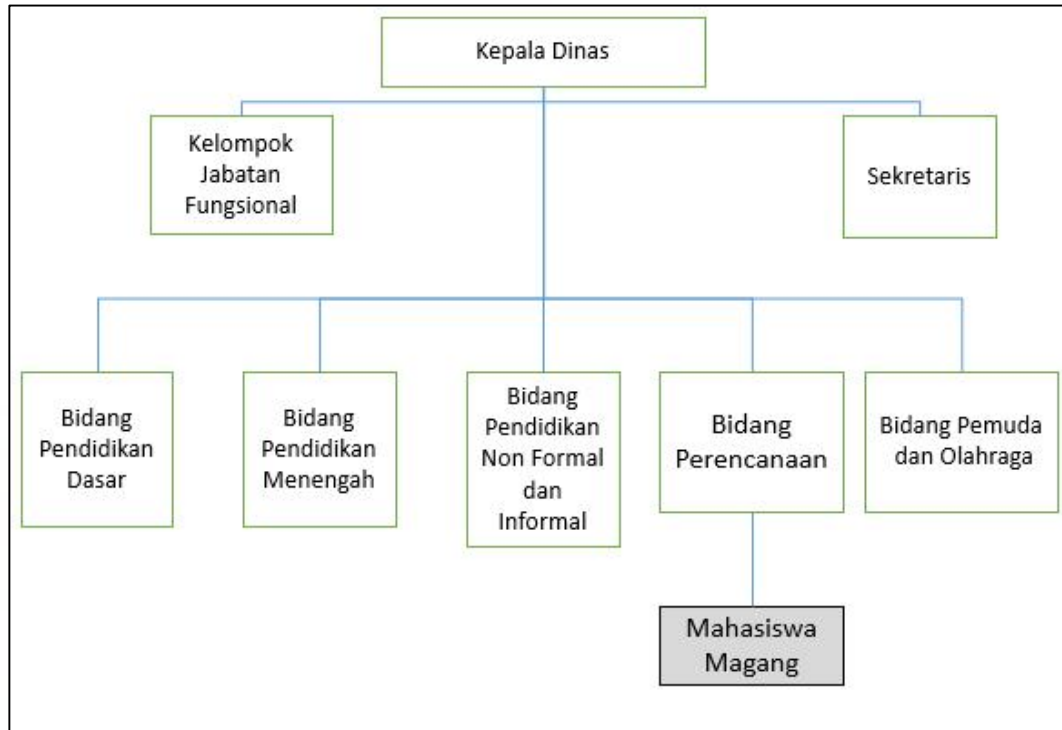 Kepala Dinas
Kelompok
Jabatan
Fungsional
Sekretaris
Bidang
Pendidikan
Dasar
Bidang
Pendidikan
Menengah
Bidang
Pendidikan
Non Formal
dan
Informal
Bidang
Perencanaan
Bidang Pemuda
dan Olahraga
Mahasiswa
Magang